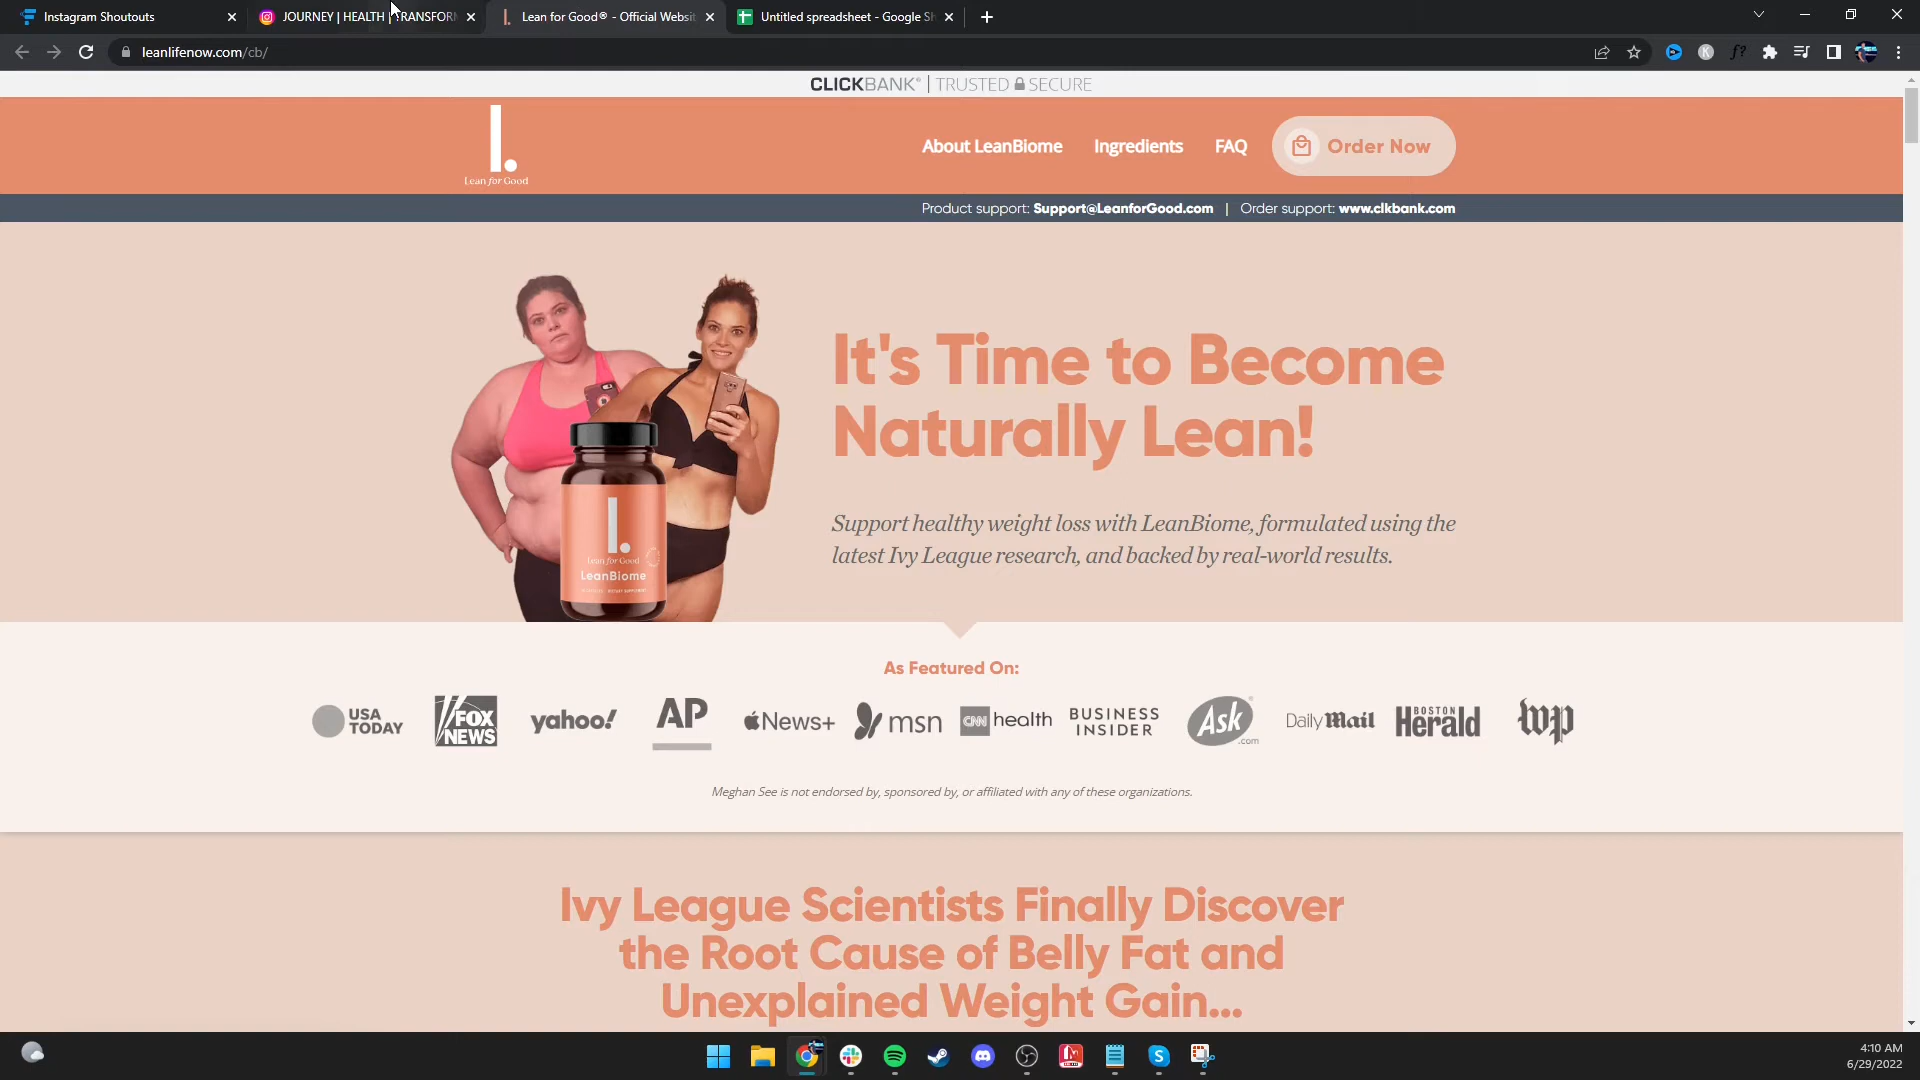 Instagram Shoutouts
JOURNEY | HEALTH | TRANSFORM
Lean for Good® - Official Websit
Untitled spreadsheet - Google Sh
leanlifenow.com/cb/
CLICKBANK® | TRUSTED SECURE
Lean for Good
About LeanBiome
Ingredients
FAQ
Order Now
Product support: Support@LeanforGood.com | Order support: www.clkbank.com
It's Time to Become
Naturally Lean!
Support healthy weight loss with LeanBiome, formulated using the
latest Ivy League research, and backed by real-world results.
Lean for Good
LeanBiome
As Featured On:
USA
TODAY
FOX
NEWS
yahoo!
AP
News+
msn
CNN health
BUSINESS
INSIDER
Ask
.com
Daily Mail
BOSTON
Herald
wp
Meghan See is not endorsed by, sponsored by, or affiliated with any of these organizations.
Ivy League Scientists Finally Discover
the Root Cause of Belly Fat and
Unexplained Weight Gain...
4:10 AM
6/29/2022